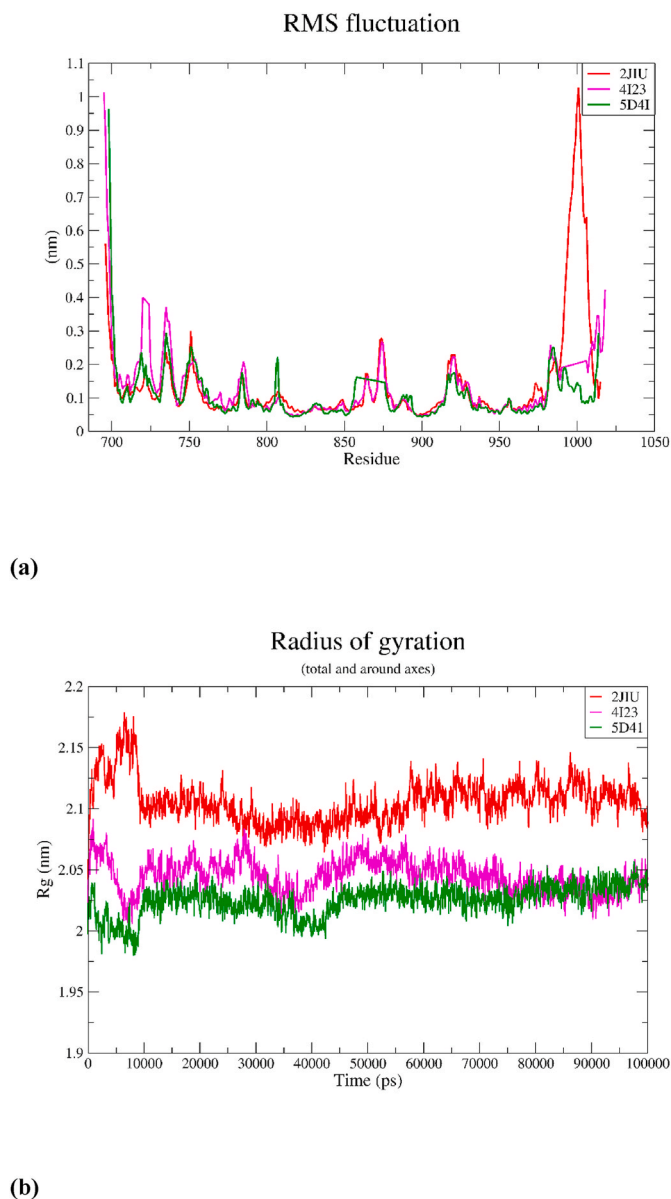 RMS fluctuation
1.1
1
0.9
0.8
0.7
0.6
0.5
0.4
0.3
0.2
0.1
0
(nm)
2JIU
4I23
5D4I
700
750
800
850
900
950
1000
1050
Residue
(a)
Radius of gyration
(total and around axes)
2.2
2.15
2.1
2.05
2
1.95
1.9
Rg (nm)
2JIU
4I23
5D41
0
10000
20000
30000
40000
50000
60000
70000
80000
90000
100000
Time (ps)
(b)